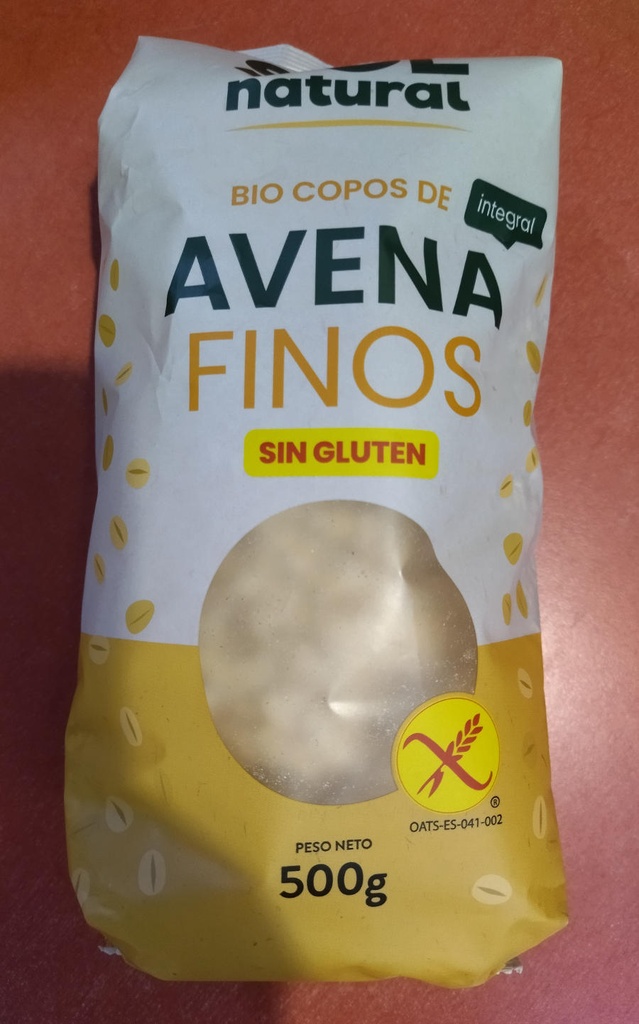 natural
BIO COPOS DE
integral
AVENA
FINOS
SIN GLUTEN
®
OATS-ES-041-002
PESO NETO
500g